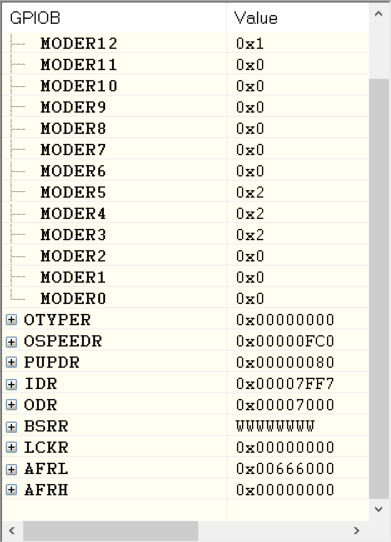 GPIOB Value
MODER12 0x1
MODER11 0x0
MODER10 0x0
MODER9 0x0
MODER8 0x0
MODER7 0x0
MODER6 0x0
MODER5 0x2
MODER4 0x2
MODER3 0x2
MODER2 0x0
MODER1 0x0
MODER0 0x0
OTYPER 0x00000000
OSPEEDR 0x00000FC0
PUPDR 0x00000080
IDR 0x00007FF7
ODR 0x00007000
BSRR WWWWWWWW
LCKR 0x00000000
AFRL 0x00666000
AFRH 0x00000000